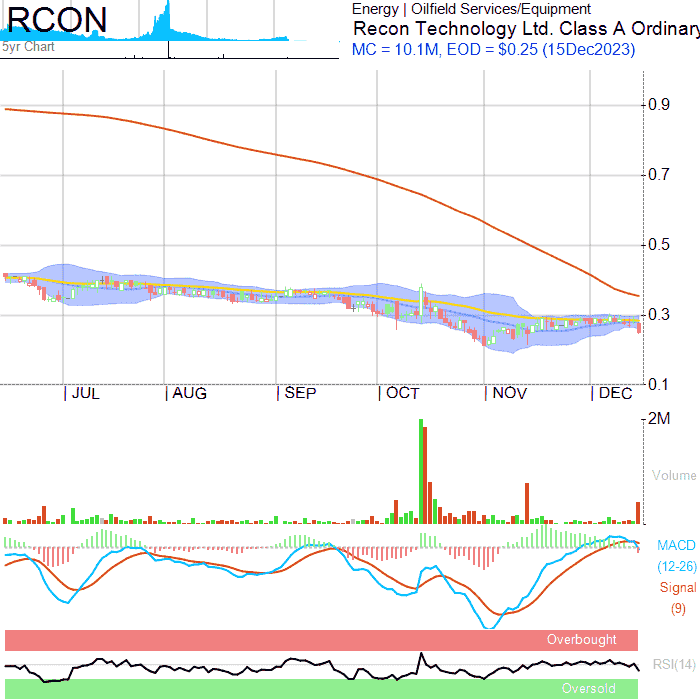 RCON
5yr Chart
Energy | Oilfield Services/Equipment
Recon Technology Ltd. Class A Ordinary
MC = 10.1M, EOD = $0.25 (15Dec2023)
0.9
0.7
0.5
0.3
0.1
JUL AUG SEP OCT NOV DEC
2M
Volume
MACD
(12-26)
Signal
(9)
Overbought
RSI(14)
Oversold